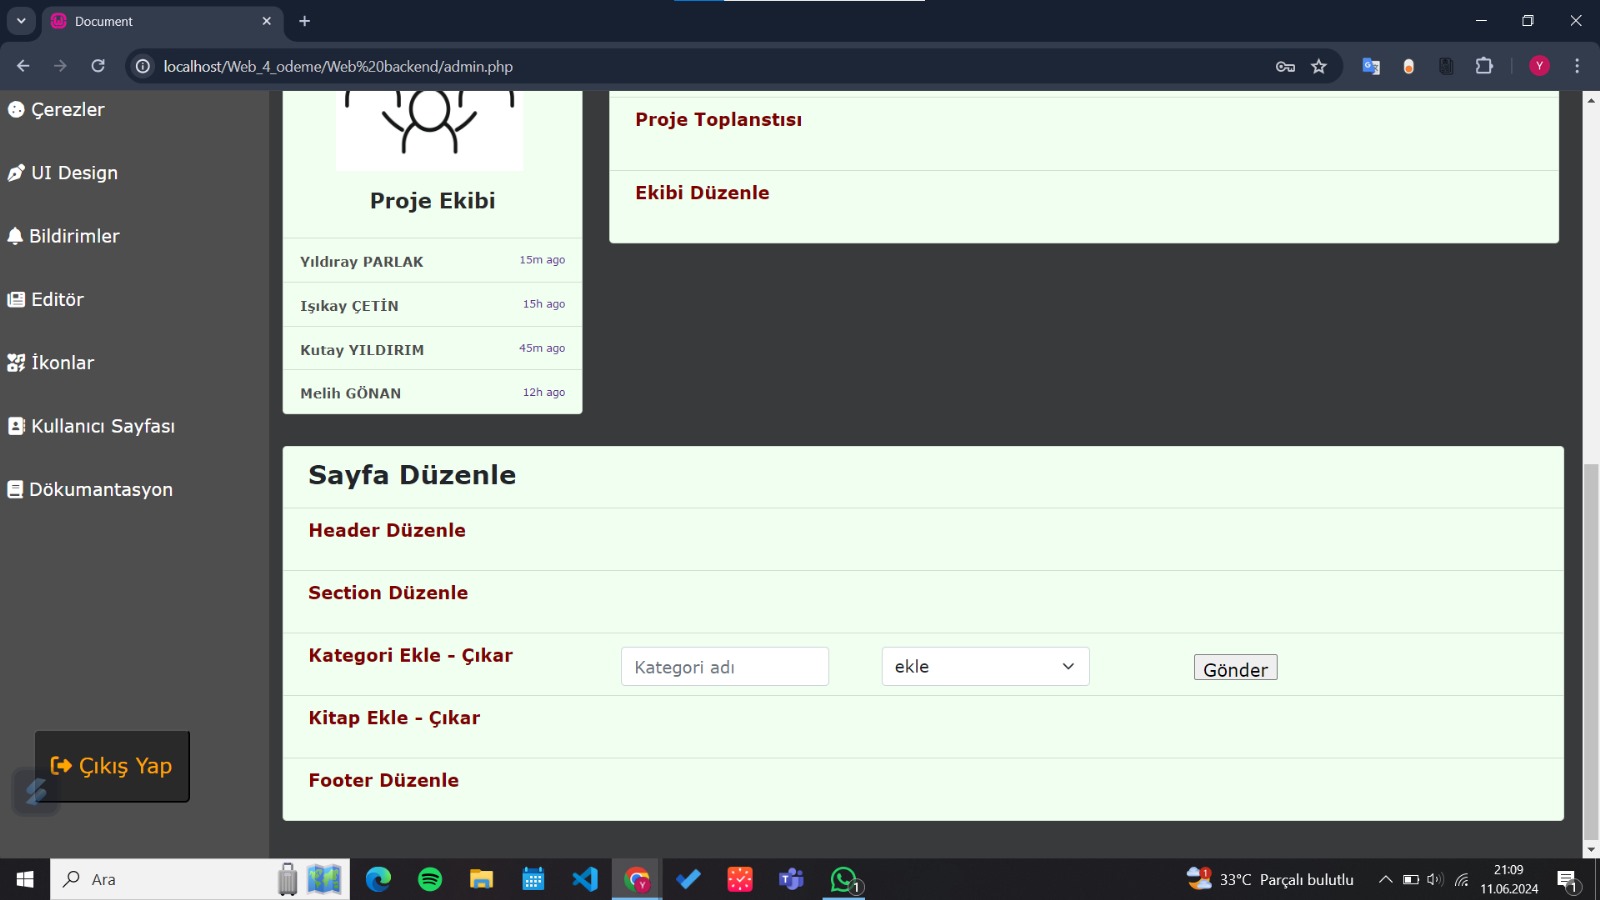 Document
localhost/Web_4_odeme/Web%20backend/admin.php
Y
Çerezler
UI Design
Bildirimler
Editör
İkonlar
Kullanıcı Sayfası
Dökumantasyon
Çıkış Yap
Proje Ekibi
Yıldıray PARLAK 15m ago
Işıkay ÇETİN 15h ago
Kutay YILDIRIM 45m ago
Melih GÖNAN 12h ago
Proje Toplanstısı
Ekibi Düzenle
Sayfa Düzenle
Header Düzenle
Section Düzenle
Kategori Ekle - Çıkar Kategori adı ekle Gönder
Kitap Ekle - Çıkar
Footer Düzenle
Ara
1
1
33°C Parçalı bulutlu
21:09
11.06.2024
1